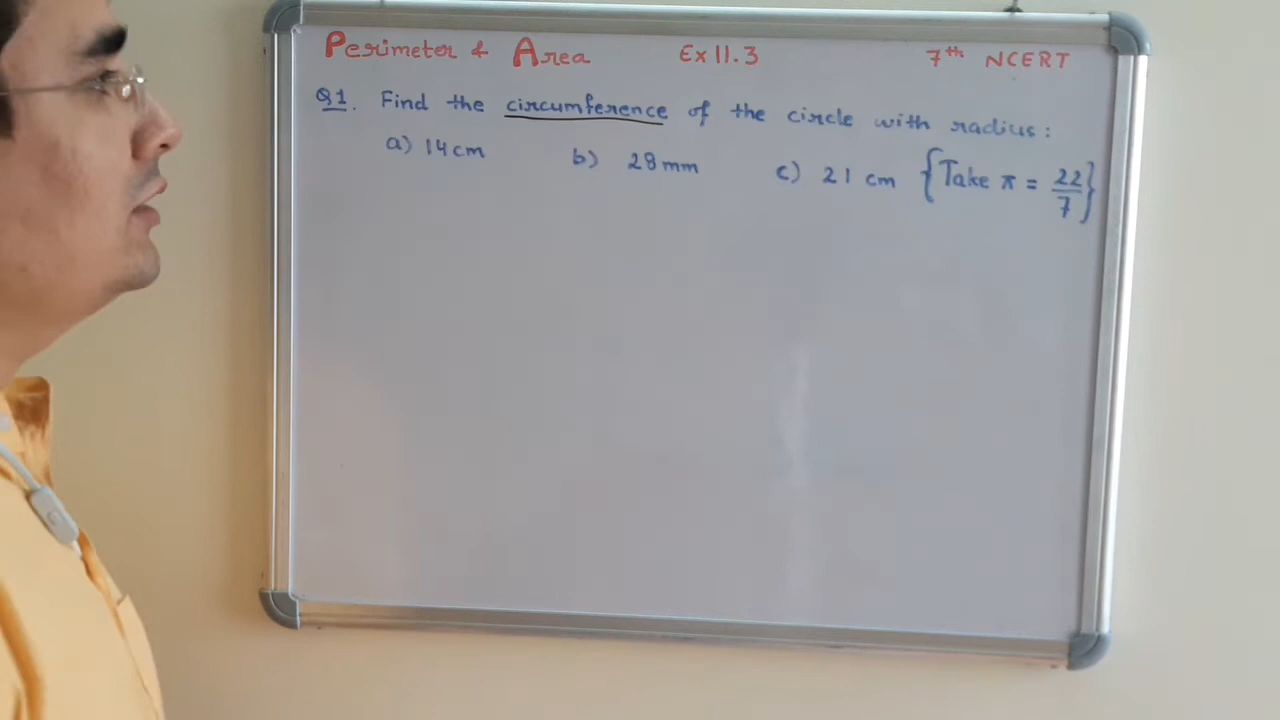 Perimeter & Area Ex 11.3 7th NCERT
Q1. Find the circumference of the circle with radius:
a) 14 cm b) 28 mm c) 21 cm {Take π = 22/7}